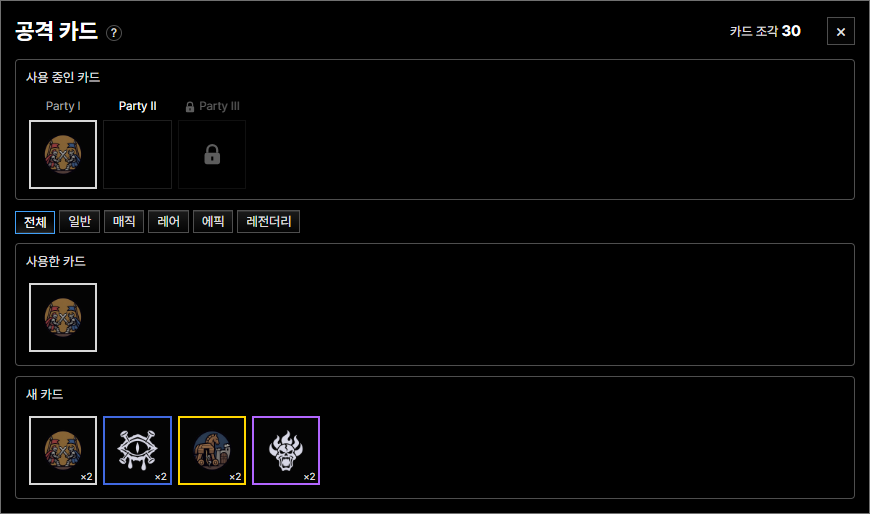 공격 카드 ?
카드 조각 30 ×
사용 중인 카드
Party I Party II Party III
전체 일반 매직 레어 에픽 레전더리
사용한 카드
새 카드
×2 ×2 ×2 ×2